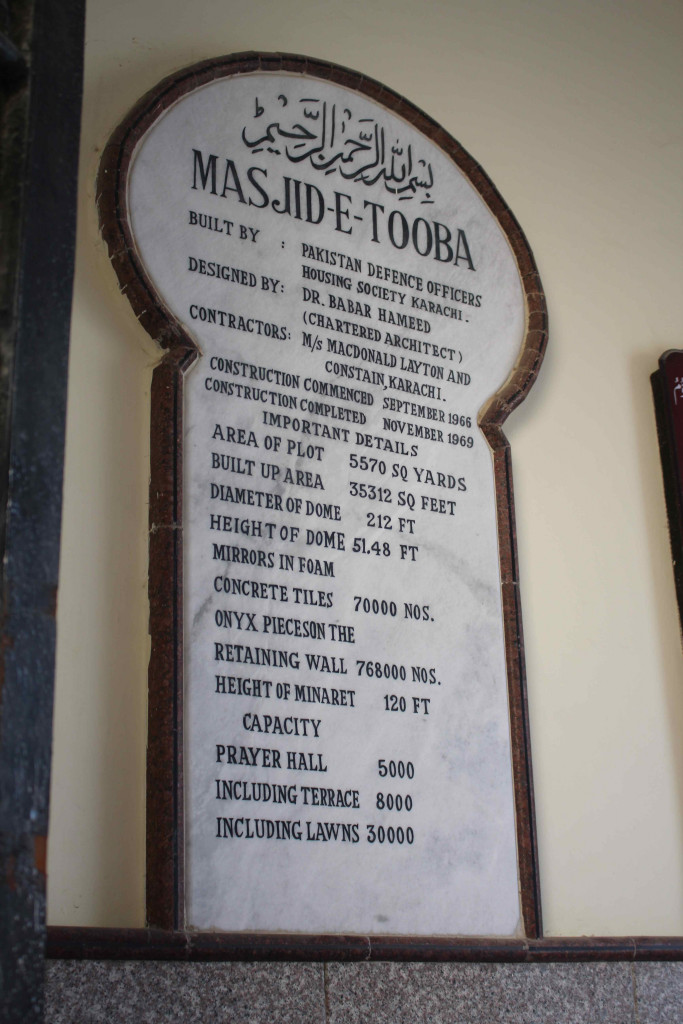 بسم الله الرحمن الرحيم
MASJID-E-TOOBA
BUILT BY : PAKISTAN DEFENCE OFFICERS
HOUSING SOCIETY KARACHI.
DESIGNED BY: DR. BABAR HAMEED
(CHARTERED ARCHITECT)
CONTRACTORS: M/s MACDONALD LAYTON AND
CONSTAIN, KARACHI.
CONSTRUCTION COMMENCED SEPTEMBER 1966
CONSTRUCTION COMPLETED NOVEMBER 1969
IMPORTANT DETAILS
AREA OF PLOT 5570 SQ YARDS
BUILT UP AREA 35312 SQ FEET
DIAMETER OF DOME 212 FT
HEIGHT OF DOME 51.48 FT
MIRRORS IN FOAM
CONCRETE TILES 70000 NOS.
ONYX PIECESON THE
RETAINING WALL 768000 NOS.
HEIGHT OF MINARET 120 FT
CAPACITY
PRAYER HALL 5000
INCLUDING TERRACE 8000
INCLUDING LAWNS 30000